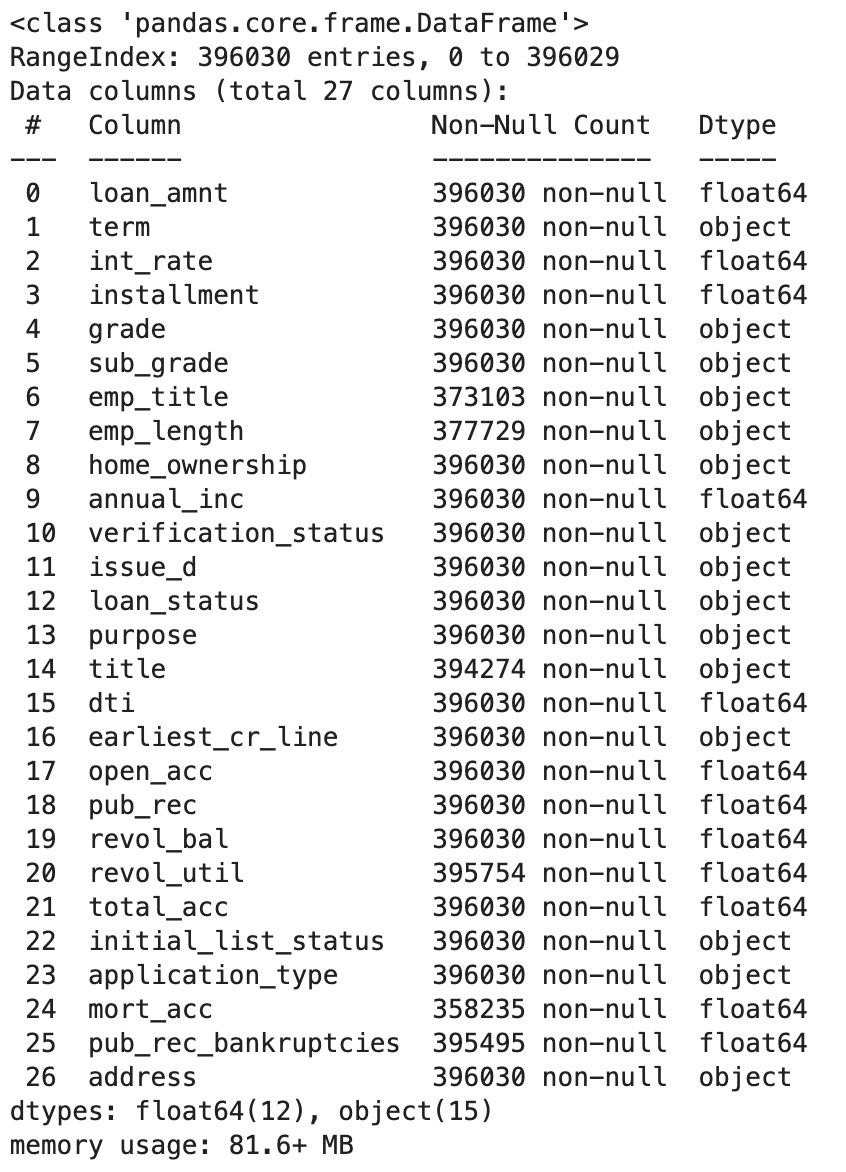 <class 'pandas.core.frame.DataFrame'>
RangeIndex: 396030 entries, 0 to 396029
Data columns (total 27 columns):
 #   Column                Non-Null Count   Dtype
---  ------                --------------   -----
 0   loan_amnt             396030 non-null  float64
 1   term                  396030 non-null  object
 2   int_rate              396030 non-null  float64
 3   installment           396030 non-null  float64
 4   grade                 396030 non-null  object
 5   sub_grade             396030 non-null  object
 6   emp_title             373103 non-null  object
 7   emp_length            377729 non-null  object
 8   home_ownership        396030 non-null  object
 9   annual_inc            396030 non-null  float64
 10  verification_status   396030 non-null  object
 11  issue_d               396030 non-null  object
 12  loan_status           396030 non-null  object
 13  purpose               396030 non-null  object
 14  title                 394274 non-null  object
 15  dti                   396030 non-null  float64
 16  earliest_cr_line      396030 non-null  object
 17  open_acc              396030 non-null  float64
 18  pub_rec               396030 non-null  float64
 19  revol_bal             396030 non-null  float64
 20  revol_util            395754 non-null  float64
 21  total_acc             396030 non-null  float64
 22  initial_list_status   396030 non-null  object
 23  application_type      396030 non-null  object
 24  mort_acc              358235 non-null  float64
 25  pub_rec_bankruptcies  395495 non-null  float64
 26  address               396030 non-null  object
dtypes: float64(12), object(15)
memory usage: 81.6+ MB